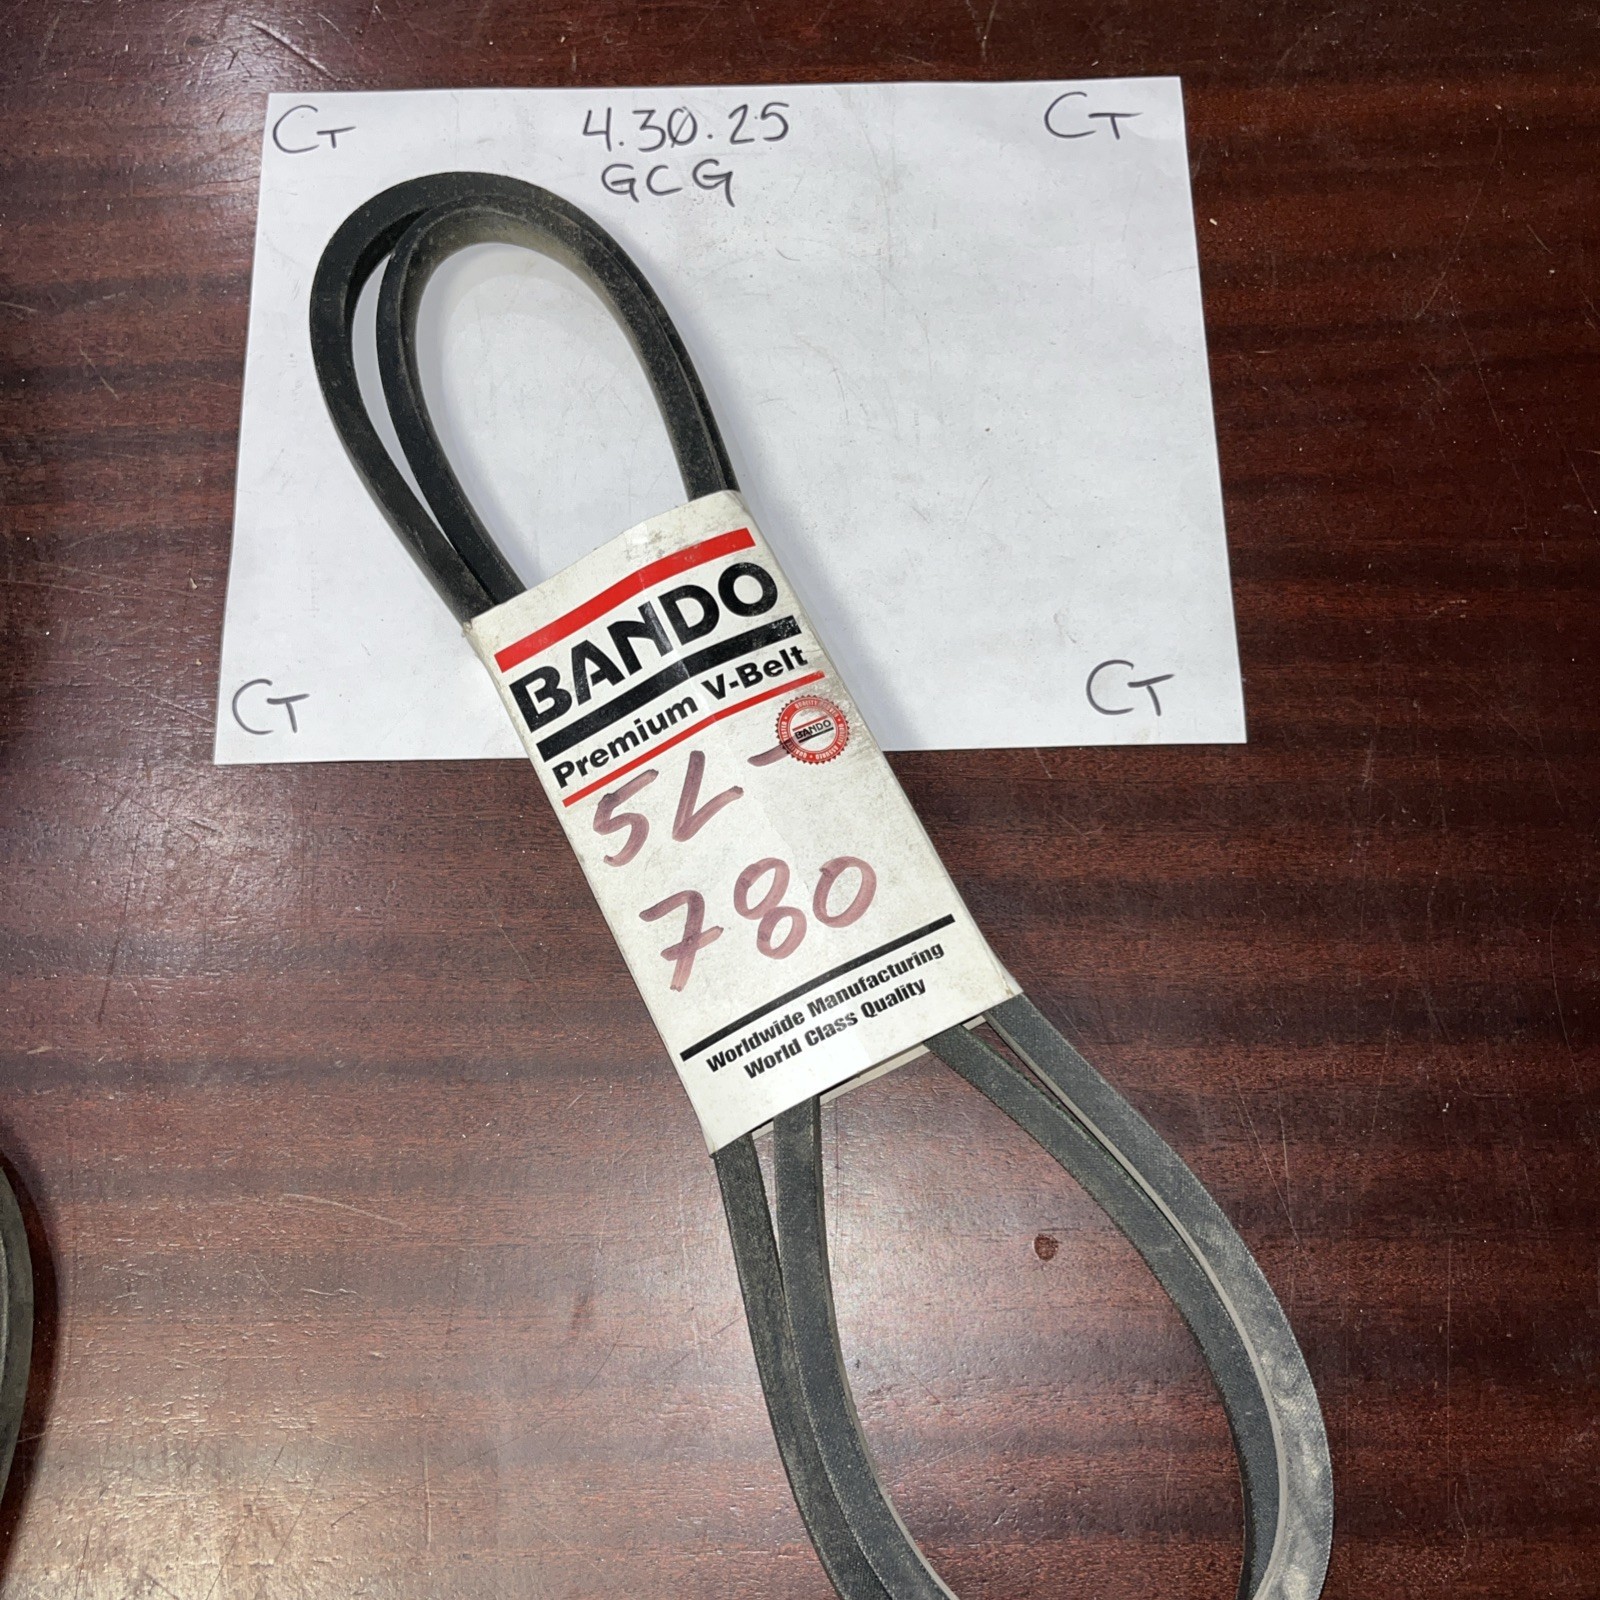 CT 4.30.25 CT
GCG
BANDO
Premium V-Belt
BANDO
5L-
780
Worldwide Manufacturing
World Class Quality
CT CT